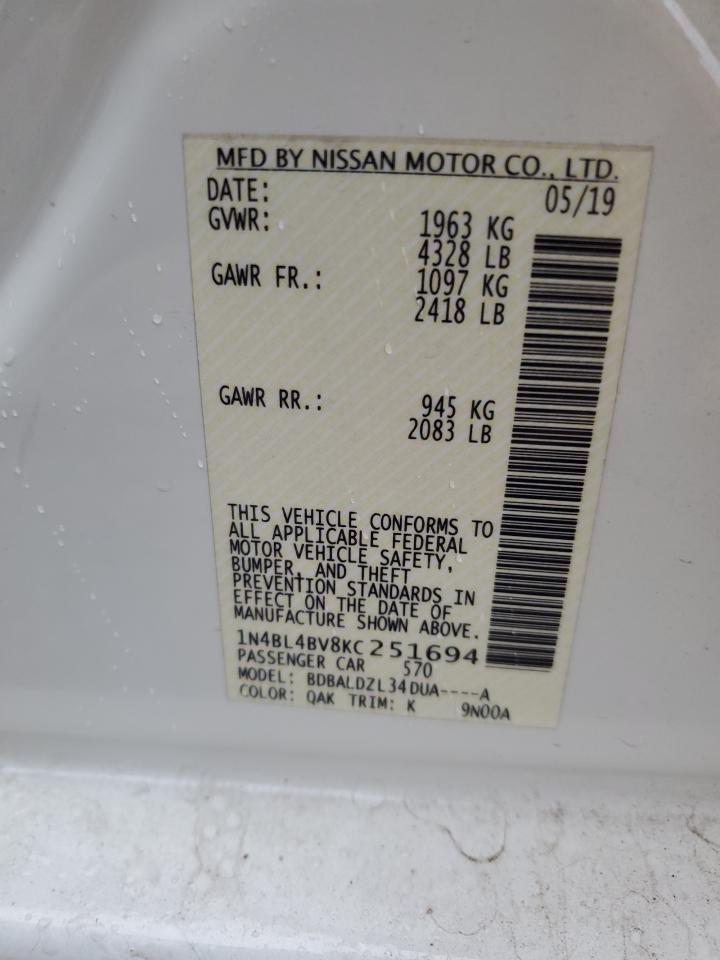 MFD BY NISSAN MOTOR CO., LTD.
DATE: 05/19
GVWR: 1963 KG
4328 LB
GAWR FR.: 1097 KG
2418 LB
GAWR RR.: 945 KG
2083 LB
THIS VEHICLE CONFORMS TO
ALL APPLICABLE FEDERAL
MOTOR VEHICLE SAFETY,
BUMPER, AND THEFT
PREVENTION STANDARDS IN
EFFECT ON THE DATE OF
MANUFACTURE SHOWN ABOVE.
1N4BL4BV8KC251694
PASSENGER CAR 570
MODEL: BDBALDZL34DUA----A
COLOR: QAK TRIM: K 9N00A